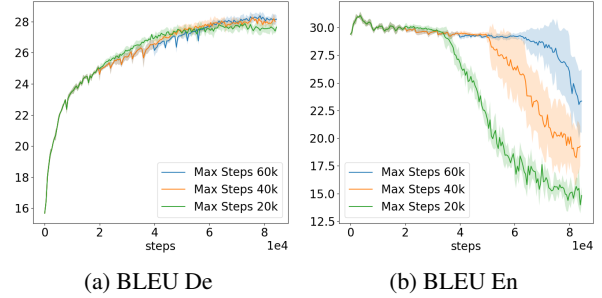 28
26
24
22
20
18
16
Max Steps 60k
Max Steps 40k
Max Steps 20k
0 2 4 6 8
steps 1e4
(a) BLEU De
30.0
27.5
25.0
22.5
20.0
17.5
15.0
12.5
Max Steps 60k
Max Steps 40k
Max Steps 20k
0 2 4 6 8
steps 1e4
(b) BLEU En